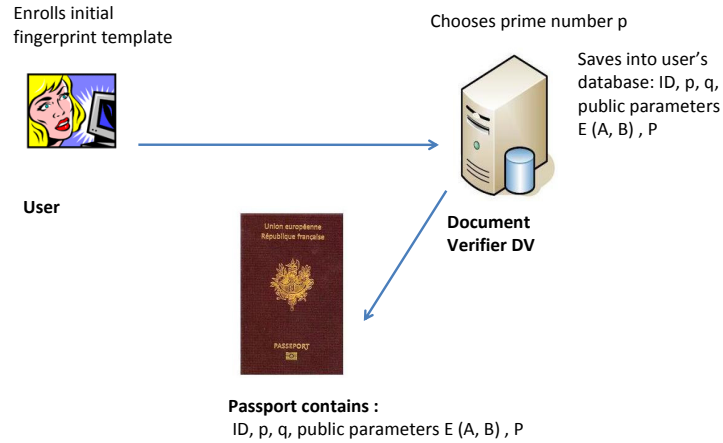 Enrolls initial
fingerprint template
Chooses prime number p
Saves into user's
database: ID, p, q,
public parameters
E (A, B) , P
User
Document
Verifier DV
Union européenne
République française
PASSEPORT
Passport contains :
ID, p, q, public parameters E (A, B) , P